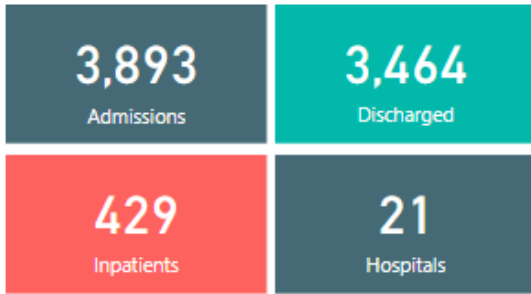 3,893
Admissions
3,464
Discharged
429
Inpatients
21
Hospitals